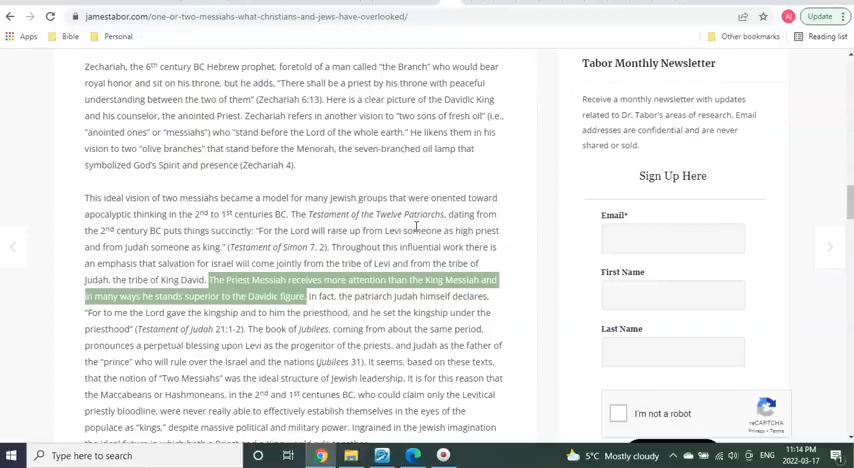 jamestabor.com/one-or-two-messiahs-what-christians-and-jews-have-overlooked/
Update
Apps
Bible
Personal
Other bookmarks
Reading list
Zechariah, the 6th century BC Hebrew prophet, foretold of a man called “the Branch” who would bear
royal honor and sit on his throne, but he adds, “There shall be a priest by his throne with peaceful
understanding between the two of them” (Zechariah 6:13). Here is a clear picture of the Davidic King
and his counselor, the anointed Priest. Zechariah refers in another vision to “two sons of fresh oil” (i.e.,
“anointed ones” or “messiahs”) who “stand before the Lord of the whole earth.” He likens them in his
vision to two “olive branches” that stand before the Menorah, the seven-branched oil lamp that
symbolized God’s Spirit and presence (Zechariah 4).
This ideal vision of two messiahs became a model for many Jewish groups that were oriented toward
apocalyptic thinking in the 2nd to 1st centuries BC. The Testament of the Twelve Patriarchs, dating from
the 2nd century BC puts things succinctly: “For the Lord will raise up from Levi someone as high priest
and from Judah someone as king.” (Testament of Simon 7. 2). Throughout this influential work there is
an emphasis that salvation for Israel will come jointly from the tribe of Levi and from the tribe of
Judah, the tribe of King David. The Priest Messiah receives more attention than the King Messiah and
in many ways he stands superior to the Davidic figure. In fact, the patriarch Judah himself declares,
“For to me the Lord gave the kingship and to him the priesthood, and he set the kingship under the
priesthood” (Testament of Judah 21:1-2). The book of Jubilees, coming from about the same period,
pronounces a perpetual blessing upon Levi as the progenitor of the priests, and Judah as the father of
the “prince” who will rule over the Israel and the nations (Jubilees 31). It seems, based on these texts,
that the notion of “Two Messiahs” was the ideal structure of Jewish leadership. It is for this reason that
the Maccabeans or Hashmoneans, in the 2nd and 1st centuries BC, who could claim only the Levitical
priestly bloodline, were never really able to effectively establish themselves in the eyes of the
populace as “kings,” despite massive political and military power. Ingrained in the Jewish imagination
Tabor Monthly Newsletter
Receive a monthly newsletter with updates
related to Dr. Tabor’s areas of research. Email
addresses are confidential and are never
shared or sold.
Sign Up Here
Email*
First Name
Last Name
I'm not a robot
reCAPTCHA
Privacy - Terms
Type here to search
5°C Mostly cloudy
ENG
11:14 PM
2022-03-17